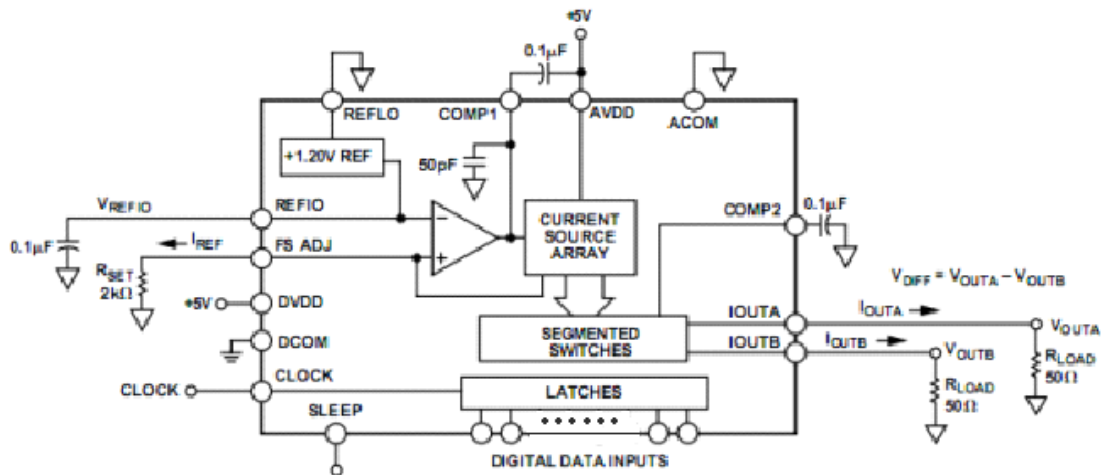 +5V
0.1µF
REFLO
COMP1
AVDD
ACOM
+1.20V REF
50pF
VREFIO
REFIO
CURRENT
SOURCE
ARRAY
COMP2
0.1µF
0.1µF
IREF
FS ADJ
VDIFF = VOUTA – VOUTB
RSET
2kΩ
+5V
DVDD
SEGMENTED
SWITCHES
IOUTA
IOUTA
VOUTA
DCOM
IOUTB
IOUTB
VOUTB
RLOAD
50Ω
CLOCK
CLOCK
LATCHES
RLOAD
50Ω
SLEEP
DIGITAL DATA INPUTS